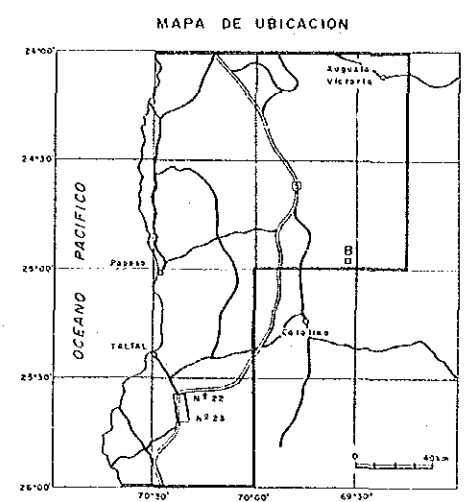 MAPA DE UBICACION
24°00'
Augusta
Victoria
24°30'
5
OCEANO PACIFICO
B
Paposo
25°00'
Catalina
TALTAL
25°30'
Nº 22
Nº 23
0 40 km
26°00'
70°30'
70°00'
69°30'